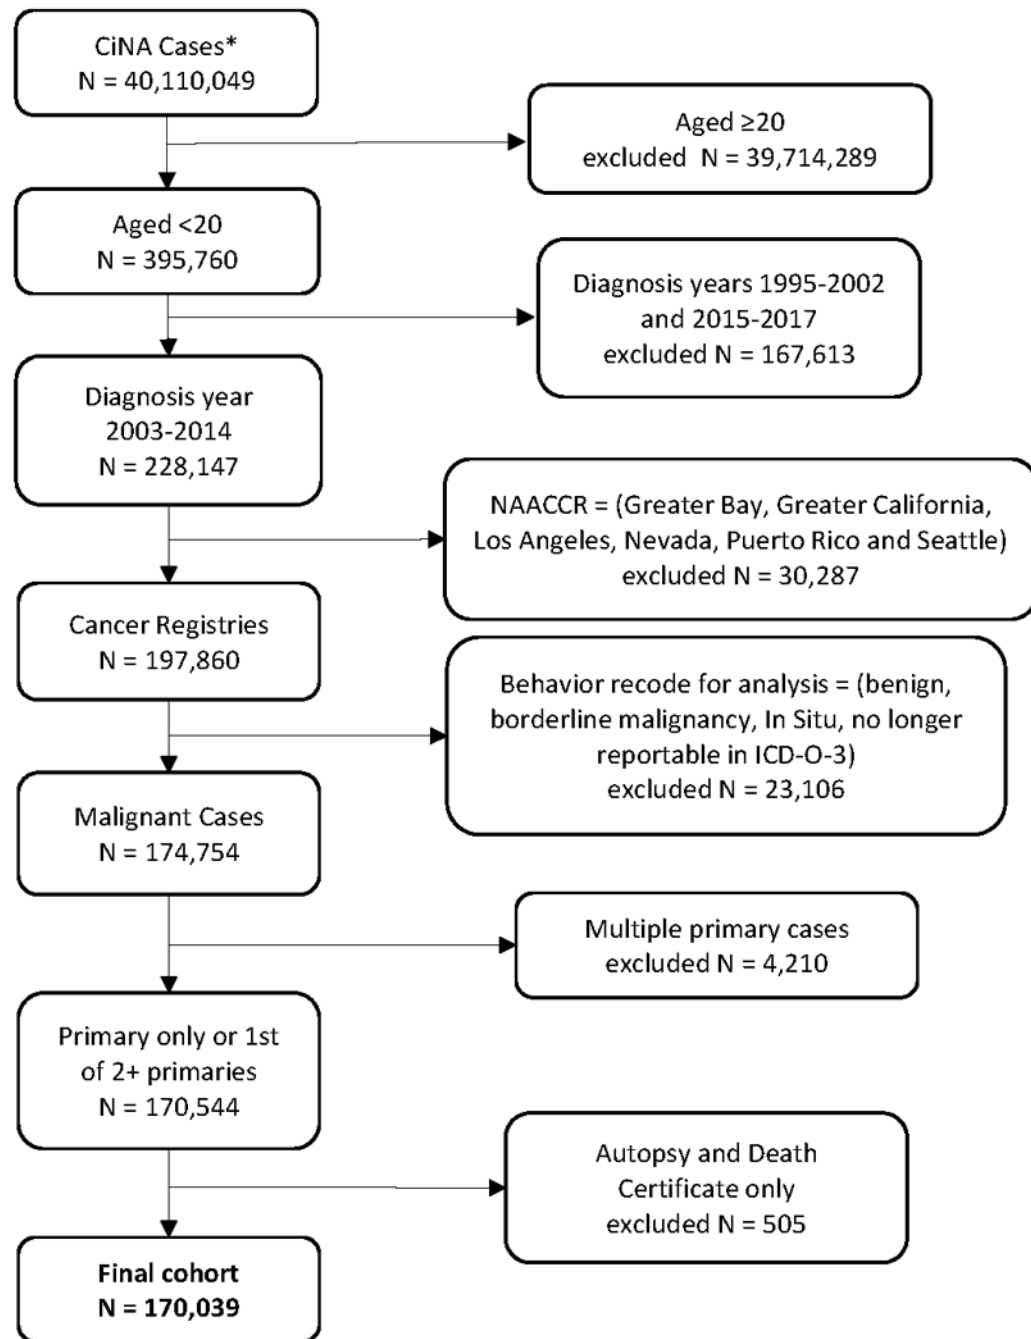 CiNA Cases*
N = 40,110,049
Aged ≥20
excluded  N = 39,714,289
Aged <20
N = 395,760
Diagnosis years 1995-2002
and 2015-2017
excluded N = 167,613
Diagnosis year
2003-2014
N = 228,147
NAACCR = (Greater Bay, Greater California,
Los Angeles, Nevada, Puerto Rico and Seattle)
excluded N = 30,287
Cancer Registries
N = 197,860
Behavior recode for analysis = (benign,
borderline malignancy, In Situ, no longer
reportable in ICD-O-3)
excluded N = 23,106
Malignant Cases
N = 174,754
Multiple primary cases
excluded N = 4,210
Primary only or 1st
of 2+ primaries
N = 170,544
Autopsy and Death
Certificate only
excluded N = 505
Final cohort
N = 170,039